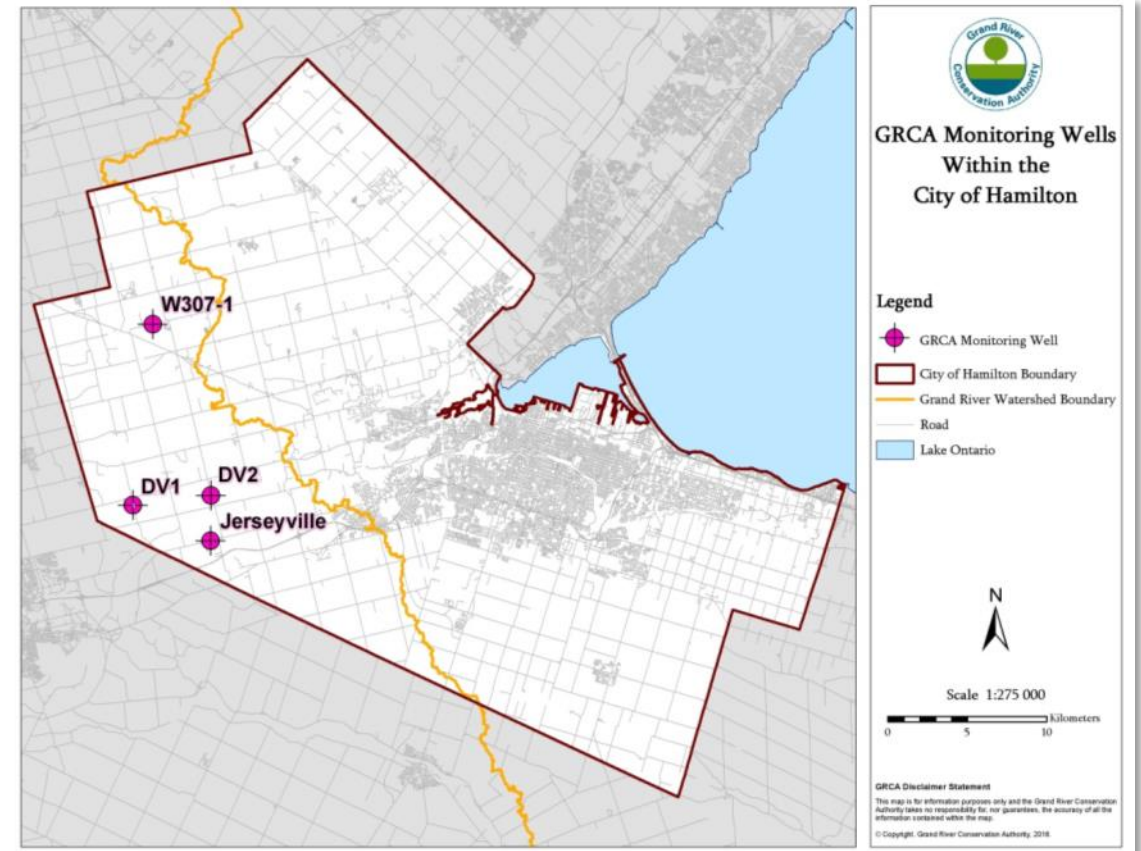 W307-1
DV1
DV2
Jerseyville
Grand River
Conservation Authority
GRCA Monitoring Wells
Within the
City of Hamilton
Legend
GRCA Monitoring Well
City of Hamilton Boundary
Grand River Watershed Boundary
Road
Lake Ontario
N
Scale 1:275 000
Kilometers
0 5 10
GRCA Disclaimer Statement
This map is for information purposes only and the Grand River Conservation
Authority takes no responsibility for, nor guarantees, the accuracy of all the
information contained within the map.
© Copyright. Grand River Conservation Authority, 2016.